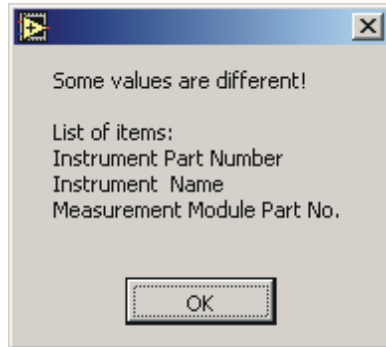 Some values are different!
List of items:
Instrument Part Number
Instrument  Name
Measurement Module Part No.
OK